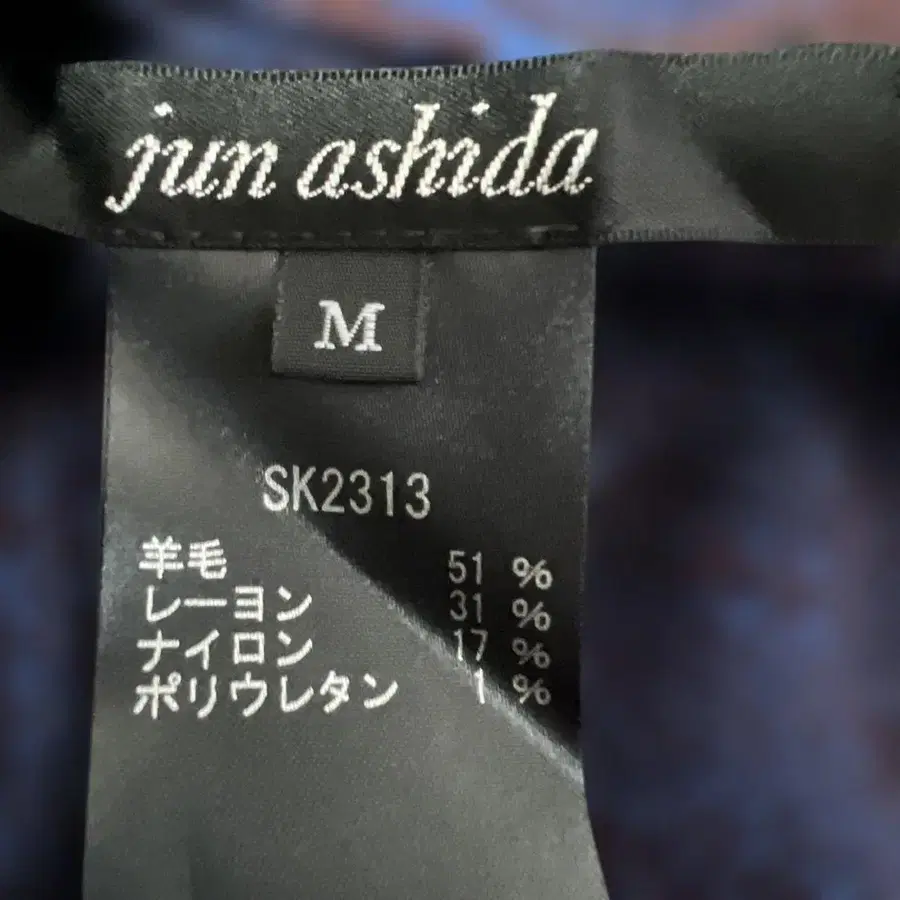 jun ashida
M
SK2313
羊毛 51 %
レーヨン 31 %
ナイロン 17 %
ポリウレタン 1 %